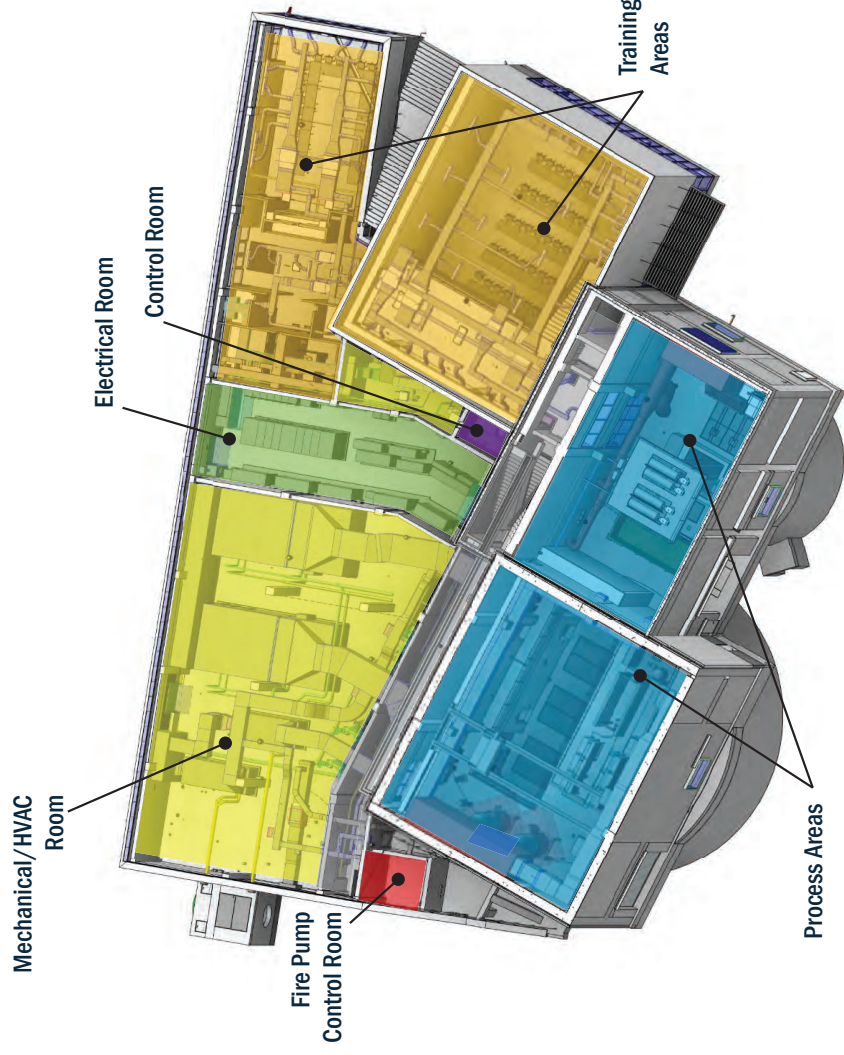 Mechanical/HVAC
Room
Electrical Room
Control Room
Training
Areas
Fire Pump
Control Room
Process Areas